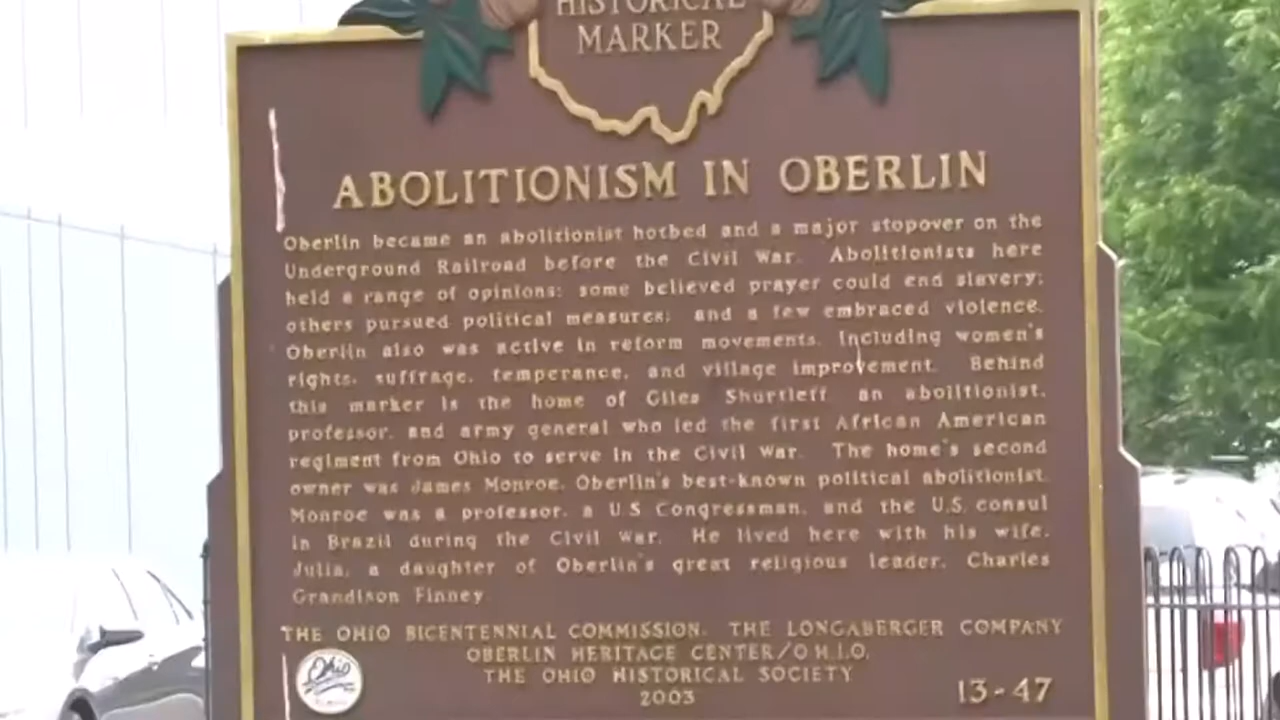 HISTORICAL
MARKER
ABOLITIONISM IN OBERLIN
Oberlin became an abolitionist hotbed and a major stopover on the
Underground Railroad before the Civil War. Abolitionists here
held a range of opinions: some believed prayer could end slavery;
others pursued political measures; and a few embraced violence.
Oberlin also was active in reform movements, including women's
rights, suffrage, temperance, and village improvement. Behind
this marker is the home of Giles Shurtleff, an abolitionist,
professor, and army general who led the first African American
regiment from Ohio to serve in the Civil War. The home's second
owner was James Monroe, Oberlin's best-known political abolitionist.
Monroe was a professor, a U.S Congressman, and the U.S. consul
in Brazil during the Civil War. He lived here with his wife,
Julia, a daughter of Oberlin's great religious leader, Charles
Grandison Finney.
THE OHIO BICENTENNIAL COMMISSION, THE LONGABERGER COMPANY
OBERLIN HERITAGE CENTER/O.H.I.O.
THE OHIO HISTORICAL SOCIETY
2003
13-47
Ohio